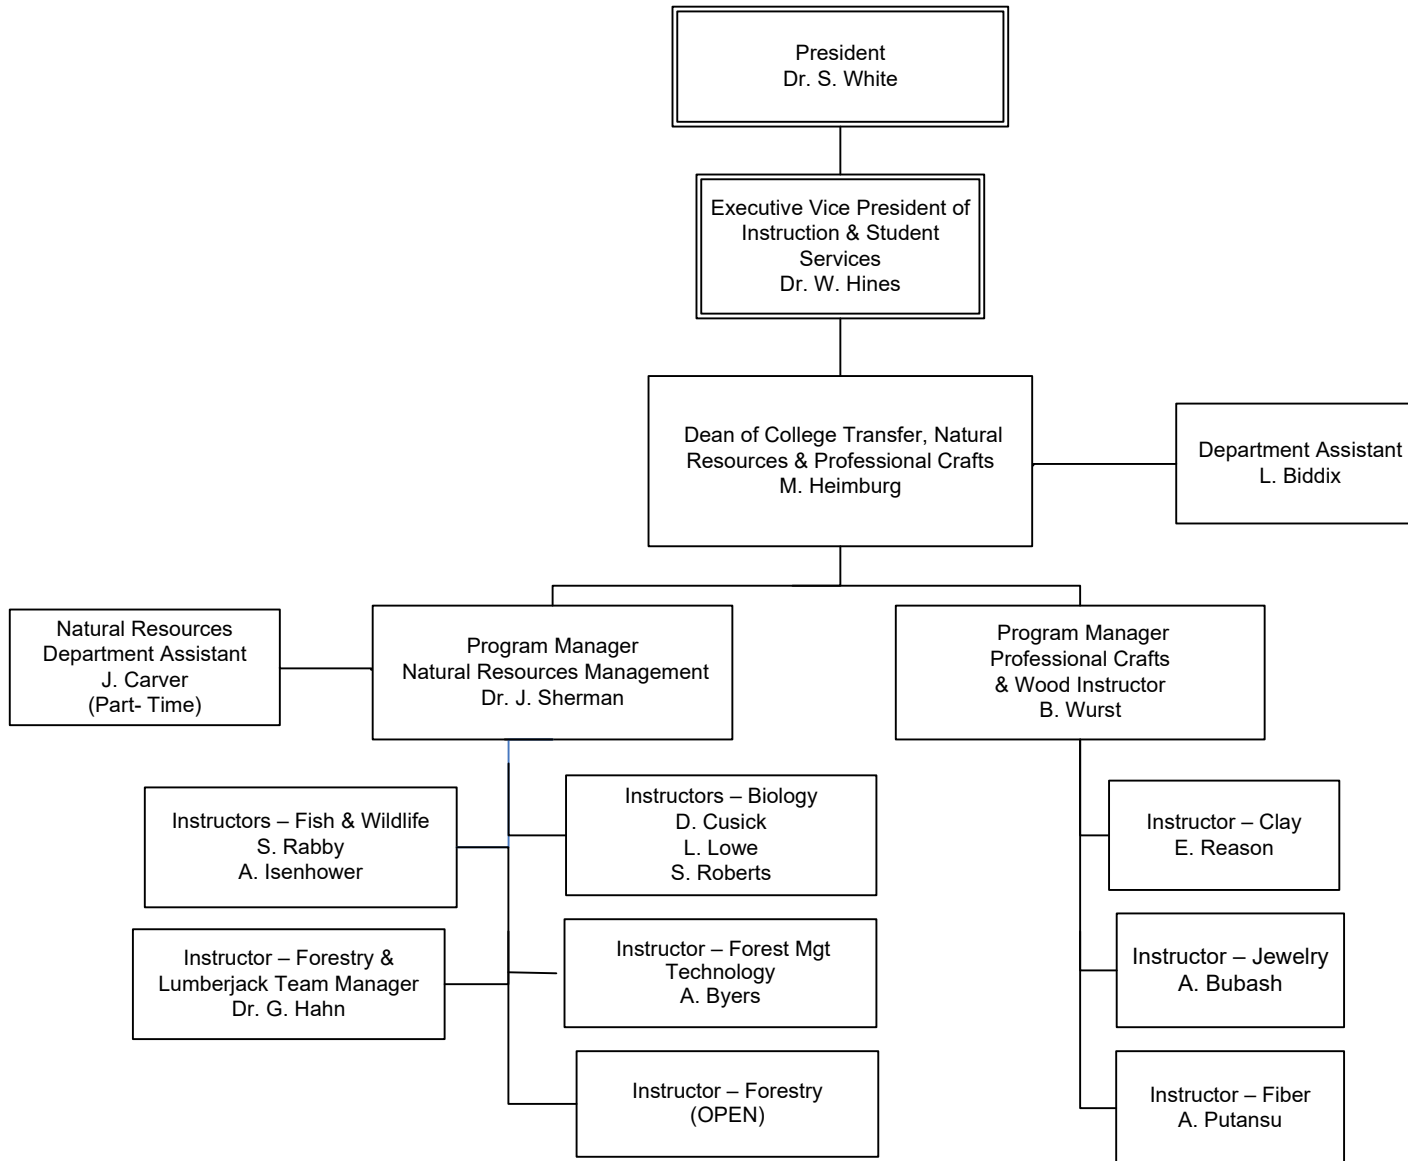 President
Dr. S. White
Executive Vice President of
Instruction & Student
Services
Dr. W. Hines
Dean of College Transfer, Natural
Resources & Professional Crafts
M. Heimburg
Department Assistant
L. Biddix
Natural Resources
Department Assistant
J. Carver
(Part- Time)
Program Manager
Natural Resources Management
Dr. J. Sherman
Program Manager
Professional Crafts
& Wood Instructor
B. Wurst
Instructors – Fish & Wildlife
S. Rabby
A. Isenhower
Instructors – Biology
D. Cusick
L. Lowe
S. Roberts
Instructor – Clay
E. Reason
Instructor – Forestry &
Lumberjack Team Manager
Dr. G. Hahn
Instructor – Forest Mgt
Technology
A. Byers
Instructor – Jewelry
A. Bubash
Instructor – Forestry
(OPEN)
Instructor – Fiber
A. Putansu